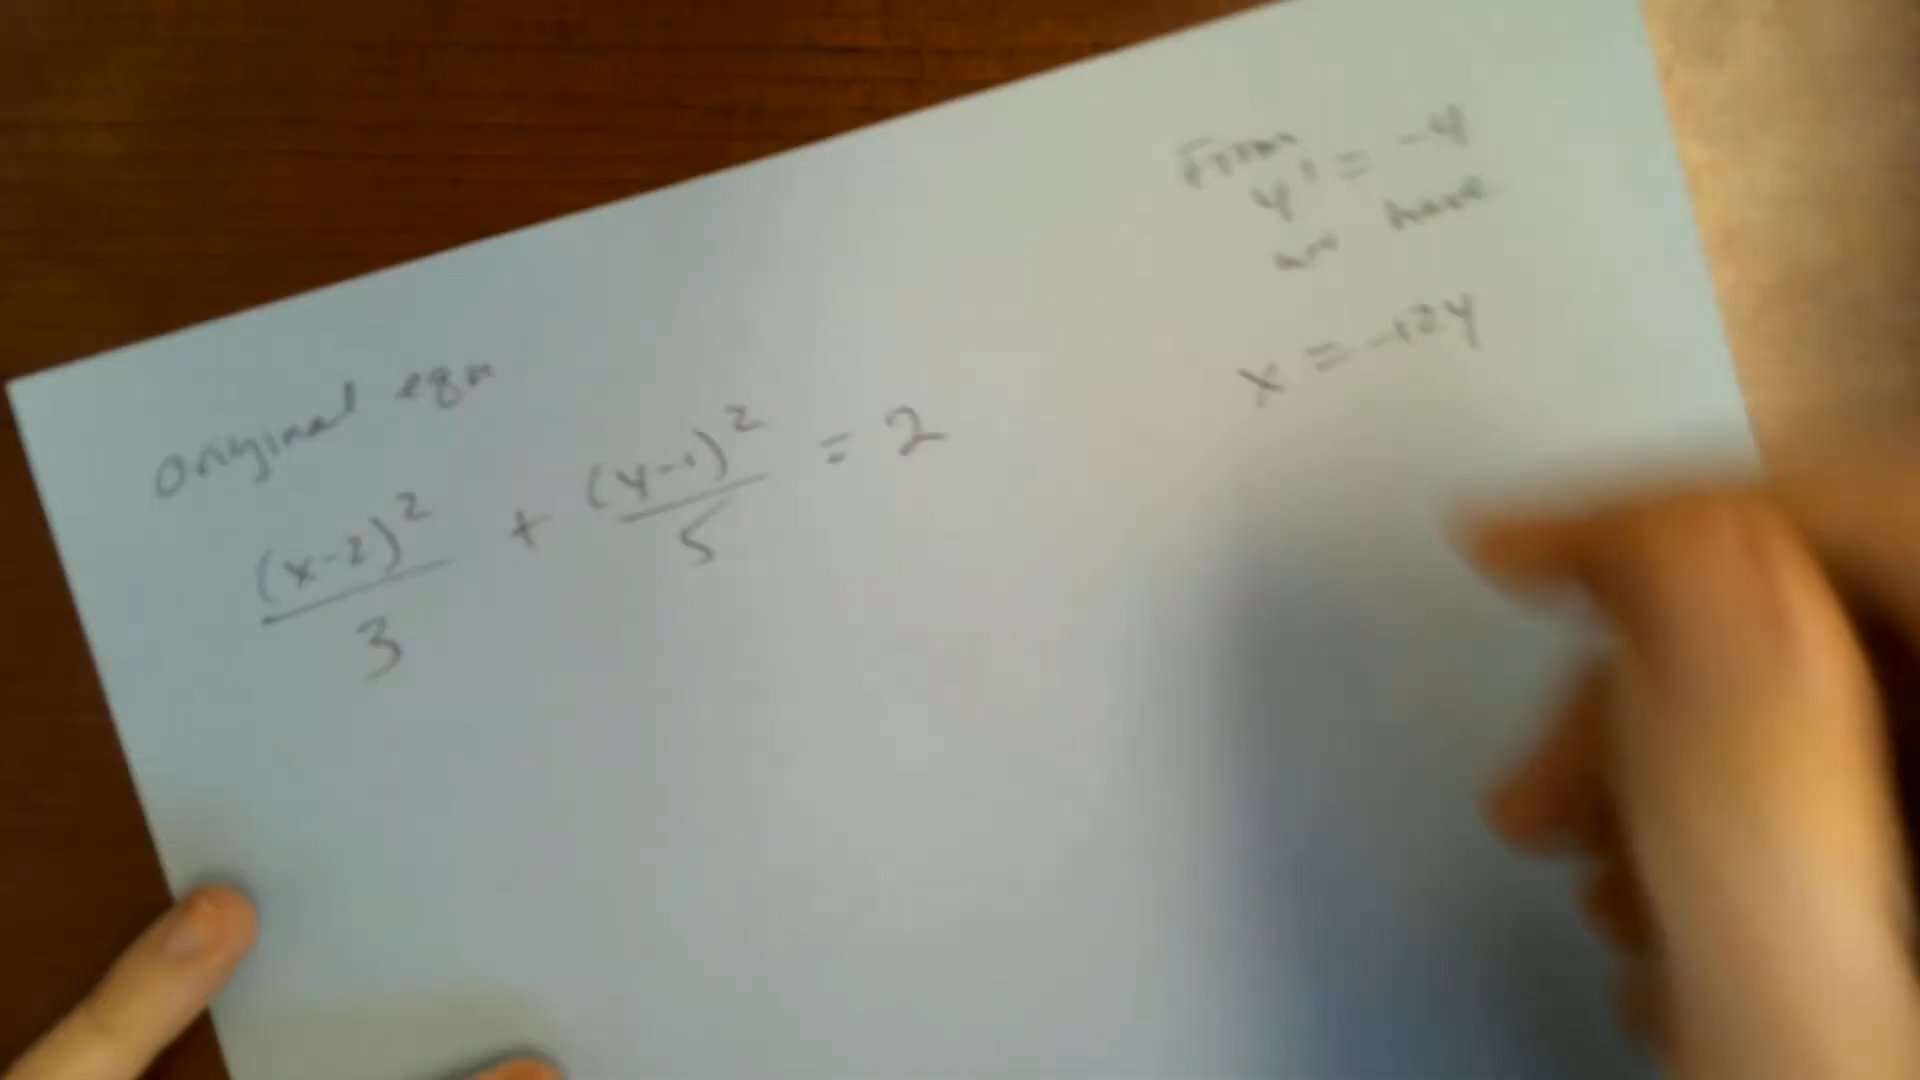 Original eqn
(x-2)²/3 + (y-1)²/5 = 2
From
y' = -4
we have
x = -12y